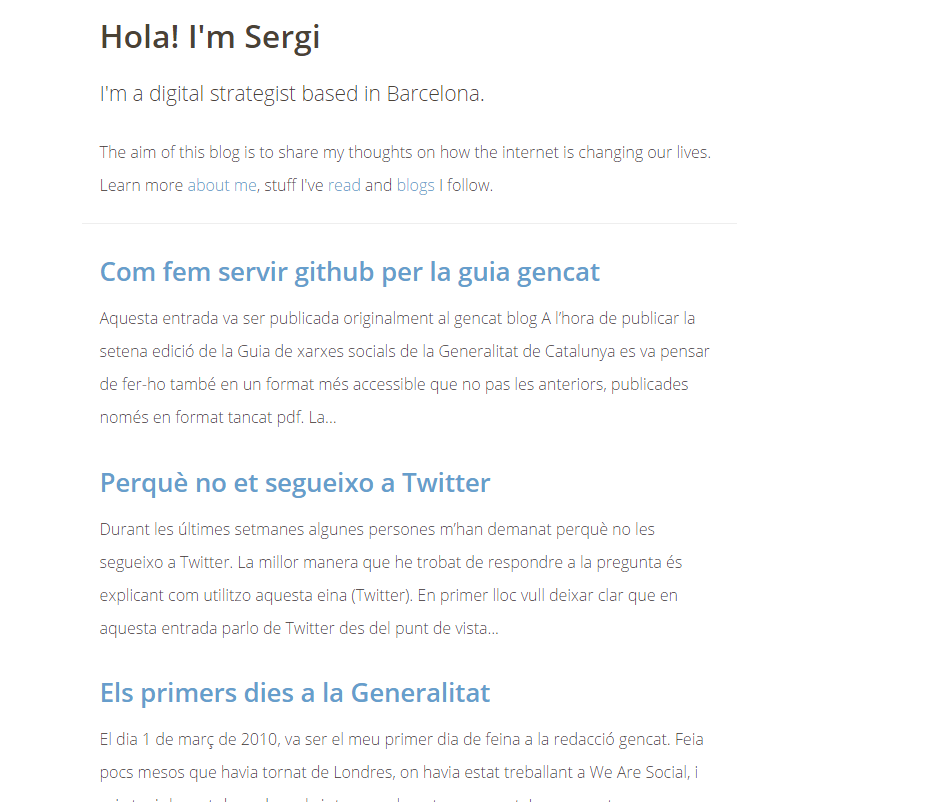 Hola! I'm Sergi
I'm a digital strategist based in Barcelona.
The aim of this blog is to share my thoughts on how the internet is changing our lives.
Learn more about me, stuff I've read and blogs I follow.
Com fem servir github per la guia gencat
Aquesta entrada va ser publicada originalment al gencat blog A l’hora de publicar la
setena edició de la Guia de xarxes socials de la Generalitat de Catalunya es va pensar
de fer-ho també en un format més accessible que no pas les anteriors, publicades
només en format tancat pdf. La…
Perquè no et segueixo a Twitter
Durant les últimes setmanes algunes persones m’han demanat perquè no les
segueixo a Twitter. La millor manera que he trobat de respondre a la pregunta és
explicant com utilitzo aquesta eina (Twitter). En primer lloc vull deixar clar que en
aquesta entrada parlo de Twitter des del punt de vista…
Els primers dies a la Generalitat
El dia 1 de març de 2010, va ser el meu primer dia de feina a la redacció gencat. Feia
pocs mesos que havia tornat de Londres, on havia estat treballant a We Are Social, i